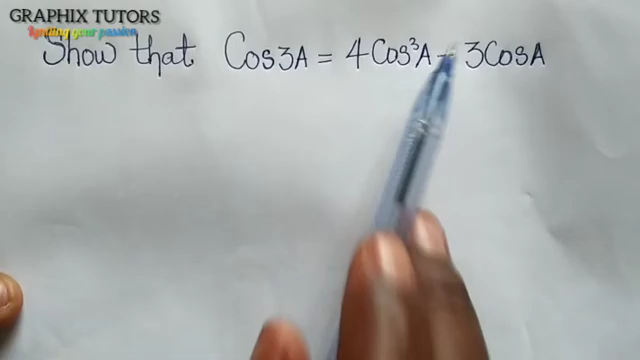 GRAPHIX TUTORS
Igniting your passion
Show that Cos3A = 4Cos³A - 3CosA